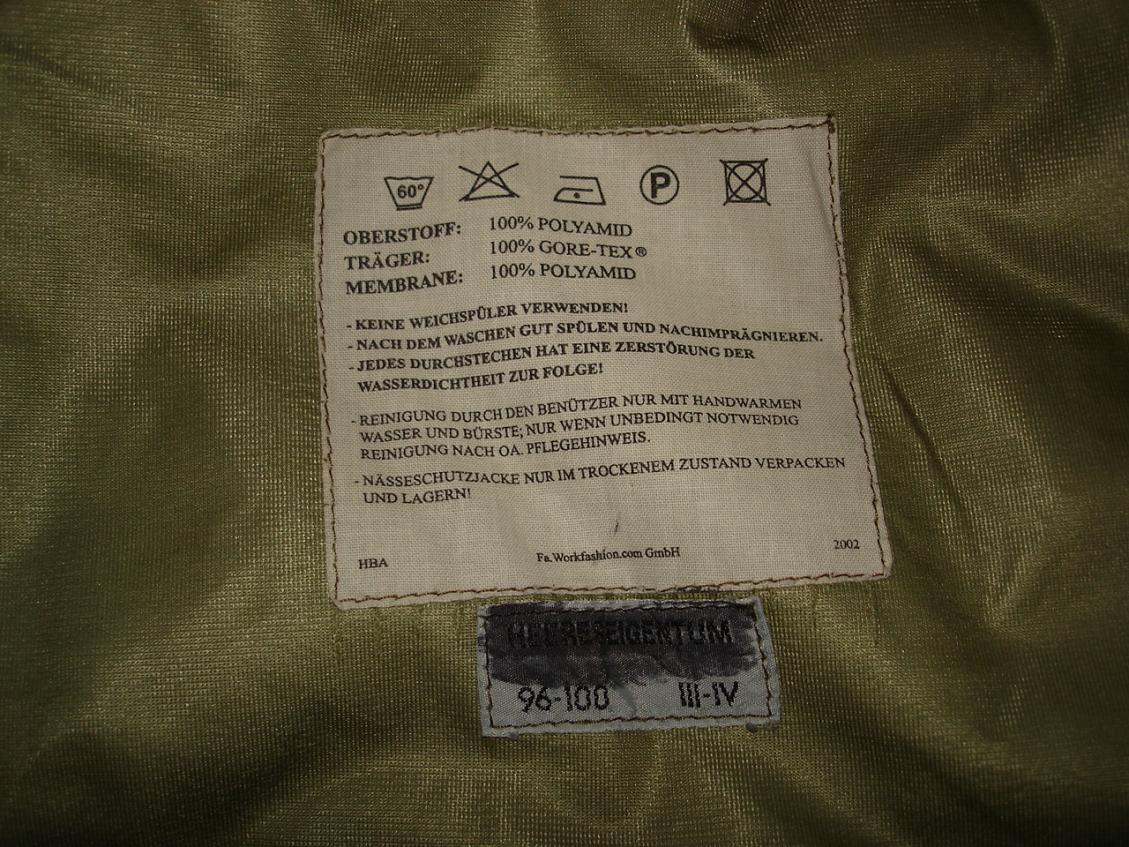 60°
P
OBERSTOFF: 100% POLYAMID
TRÄGER: 100% GORE-TEX®
MEMBRANE: 100% POLYAMID
- KEINE WEICHSPÜLER VERWENDEN!
- NACH DEM WASCHEN GUT SPÜLEN UND NACHIMPRÄGNIEREN.
- JEDES DURCHSTECHEN HAT EINE ZERSTÖRUNG DER
WASSERDICHTHEIT ZUR FOLGE!
- REINIGUNG DURCH DEN BENÜTZER NUR MIT HANDWARMEN
WASSER UND BÜRSTE; NUR WENN UNBEDINGT NOTWENDIG
REINIGUNG NACH OA. PFLEGEHINWEIS.
- NÄSSESCHUTZJACKE NUR IM TROCKENEM ZUSTAND VERPACKEN
UND LAGERN!
HBA Fa. Workfashion.com GmbH 2002
HEERESEIGENTUM
96-100 III-IV